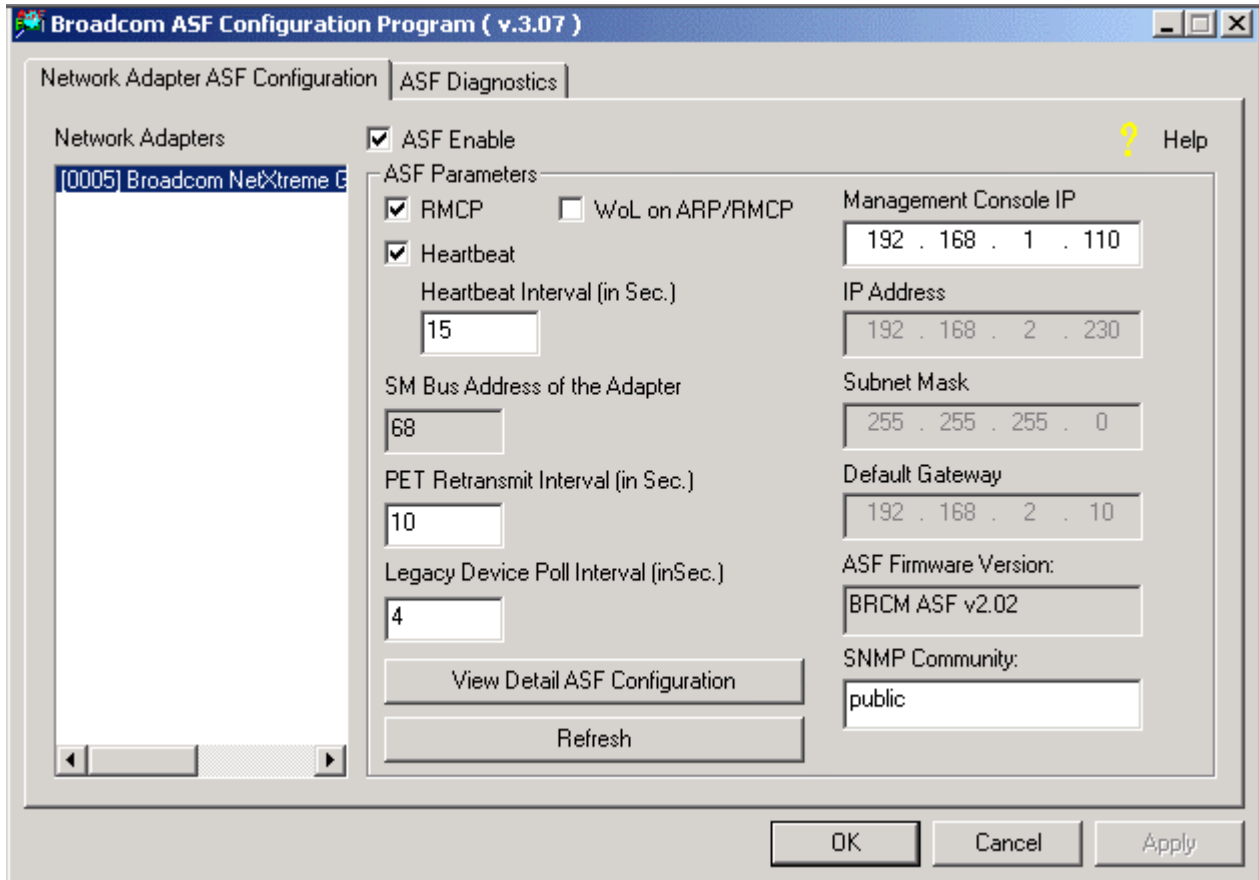 Broadcom ASF Configuration Program ( v.3.07 )
Network Adapter ASF Configuration
ASF Diagnostics
Network Adapters
[0005] Broadcom NetXtreme G
ASF Enable
? Help
ASF Parameters
RMCP
WoL on ARP/RMCP
Heartbeat
Heartbeat Interval (in Sec.)
15
SM Bus Address of the Adapter
68
PET Retransmit Interval (in Sec.)
10
Legacy Device Poll Interval (inSec.)
4
View Detail ASF Configuration
Refresh
Management Console IP
192 . 168 . 1 . 110
IP Address
192 . 168 . 2 . 230
Subnet Mask
255 . 255 . 255 . 0
Default Gateway
192 . 168 . 2 . 10
ASF Firmware Version:
BRCM ASF v2.02
SNMP Community:
public
OK
Cancel
Apply